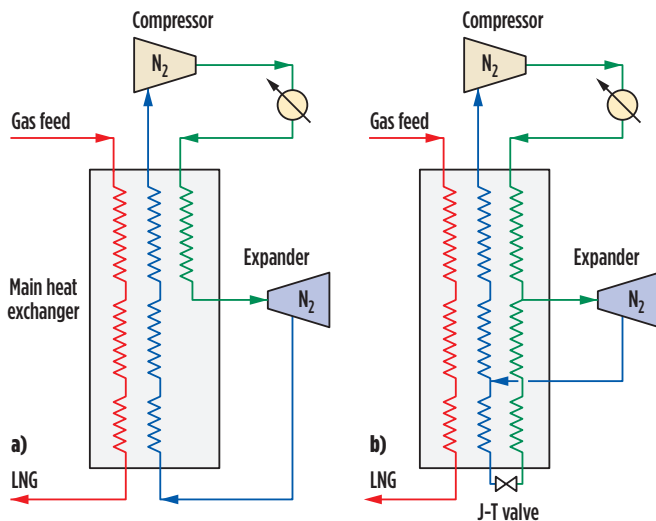 Compressor
N₂
Gas feed
Expander
N₂
Main heat
exchanger
a)
LNG
Compressor
N₂
Gas feed
Expander
N₂
b)
LNG
J-T valve